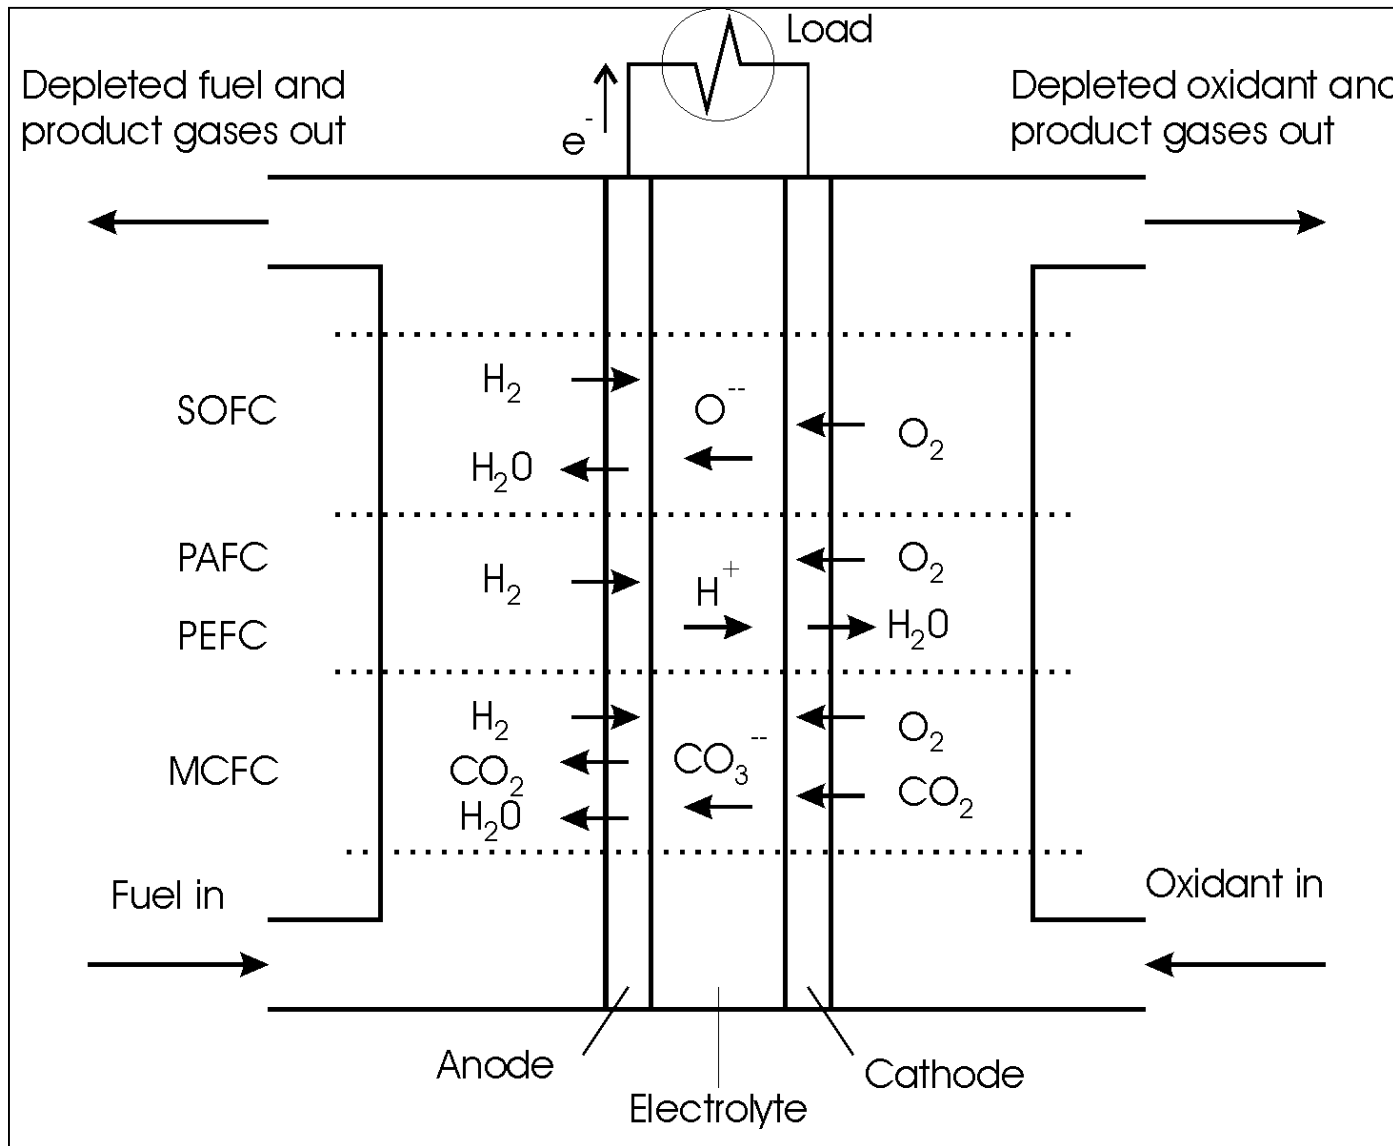 Load
Depleted fuel and
product gases out
Depleted oxidant and
product gases out
e⁻
SOFC
H₂
O⁻⁻
O₂
H₂O
PAFC
PEFC
H₂
H⁺
O₂
H₂O
MCFC
H₂
CO₂
H₂O
CO₃⁻⁻
O₂
CO₂
Fuel in
Oxidant in
Anode
Electrolyte
Cathode